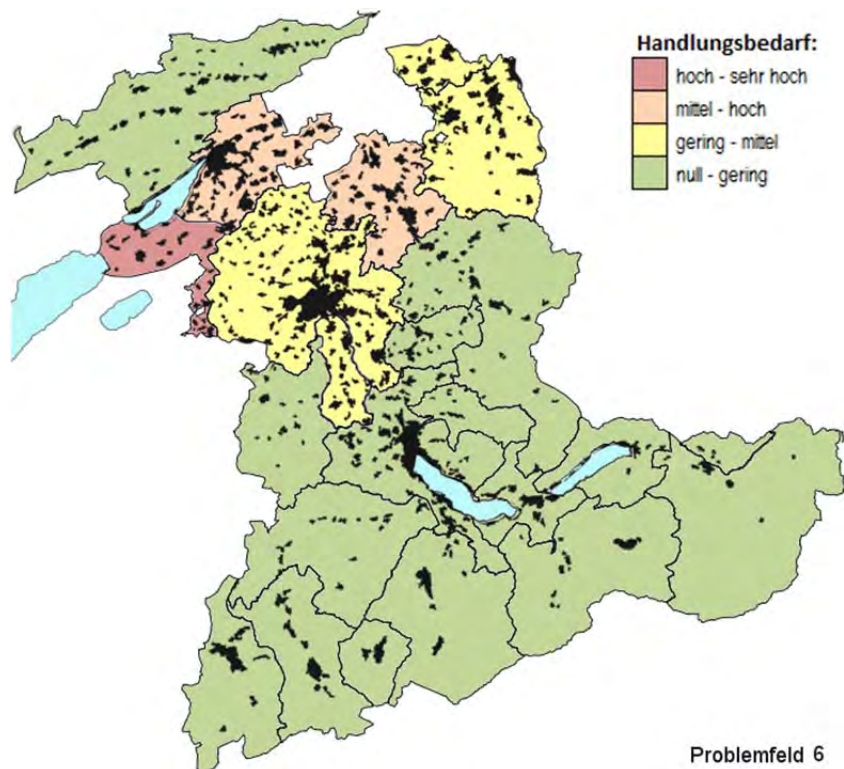 Handlungsbedarf:
hoch - sehr hoch
mittel - hoch
gering - mittel
null - gering
Problemfeld 6